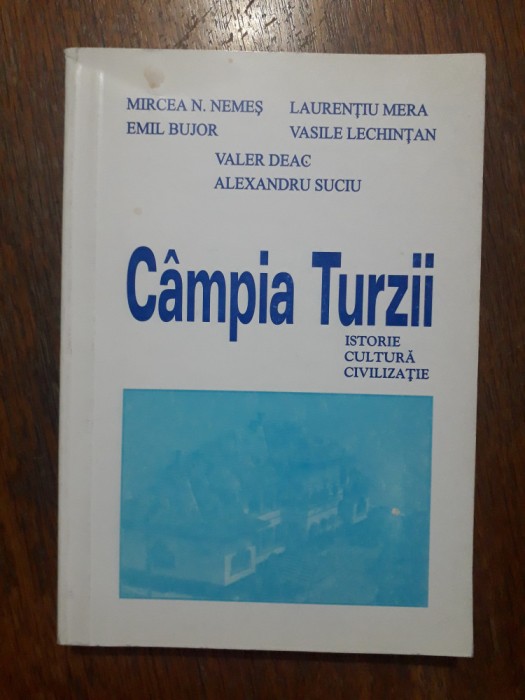 MIRCEA N. NEMEŞ LAURENŢIU MERA
EMIL BUJOR VASILE LECHINŢAN
VALER DEAC
ALEXANDRU SUCIU
Câmpia Turzii
ISTORIE
CULTURĂ
CIVILIZAŢIE